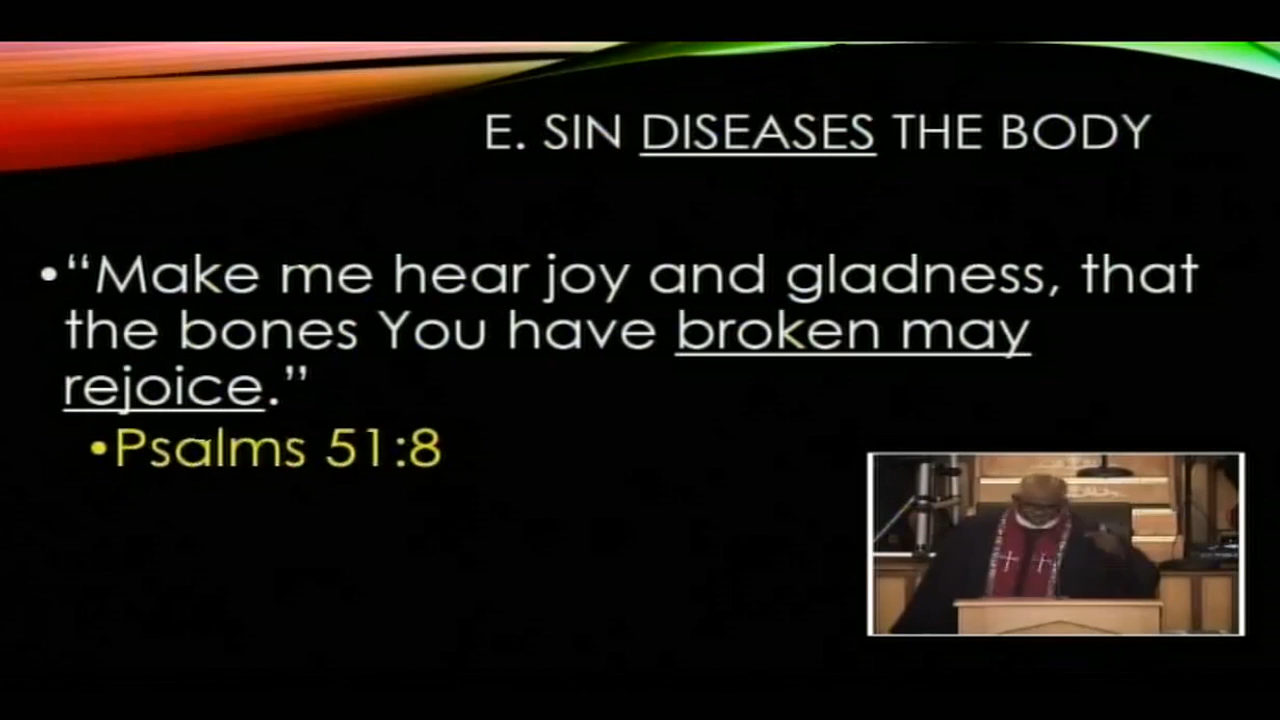 E. SIN DISEASES THE BODY
•“Make me hear joy and gladness, that
the bones You have broken may
rejoice.”
•Psalms 51:8